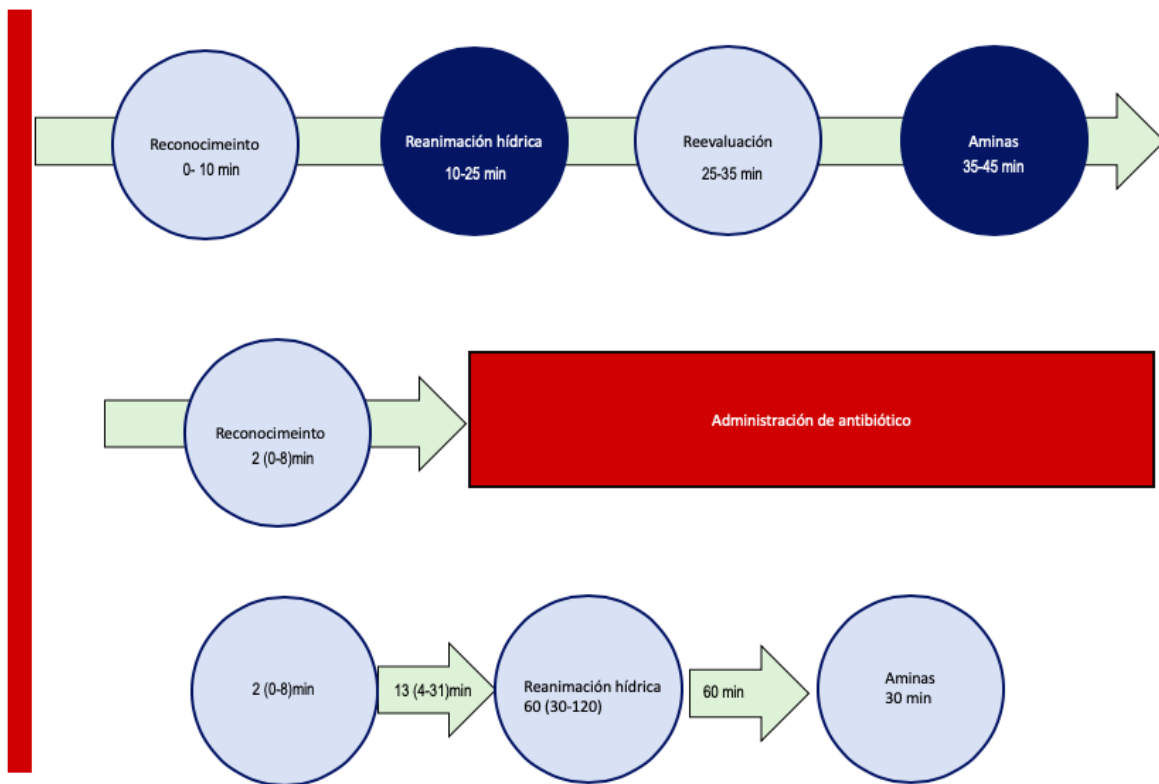 Reconocimeinto
0- 10 min
Reanimación hídrica
10-25 min
Reevaluación
25-35 min
Aminas
35-45 min
Reconocimeinto
2 (0-8)min
Administración de antibiótico
2 (0-8)min
13 (4-31)min
Reanimación hídrica
60 (30-120)
60 min
Aminas
30 min